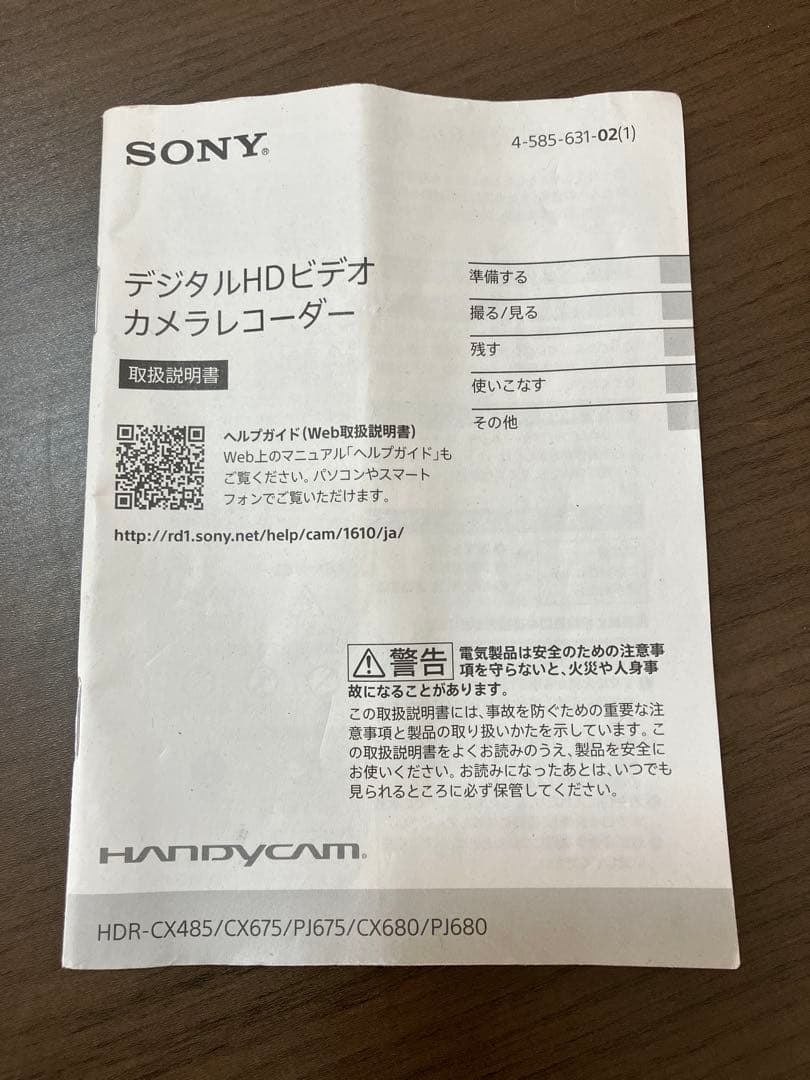 SONY®
4-585-631-02(1)
デジタルHDビデオ
カメラレコーダー
取扱説明書
準備する
撮る/見る
残す
使いこなす
その他
ヘルプガイド(Web取扱説明書)
Web上のマニュアル「ヘルプガイド」も
ご覧ください。パソコンやスマート
フォンでご覧いただけます。
http://rd1.sony.net/help/cam/1610/ja/
警告 電気製品は安全のための注意事
項を守らないと、火災や人身事
故になることがあります。
この取扱説明書には、事故を防ぐための重要な注
意事項と製品の取り扱いかたを示しています。こ
の取扱説明書をよくお読みのうえ、製品を安全に
お使いください。お読みになったあとは、いつでも
見られるところに必ず保管してください。
HANDYCAM®
HDR-CX485/CX675/PJ675/CX680/PJ680